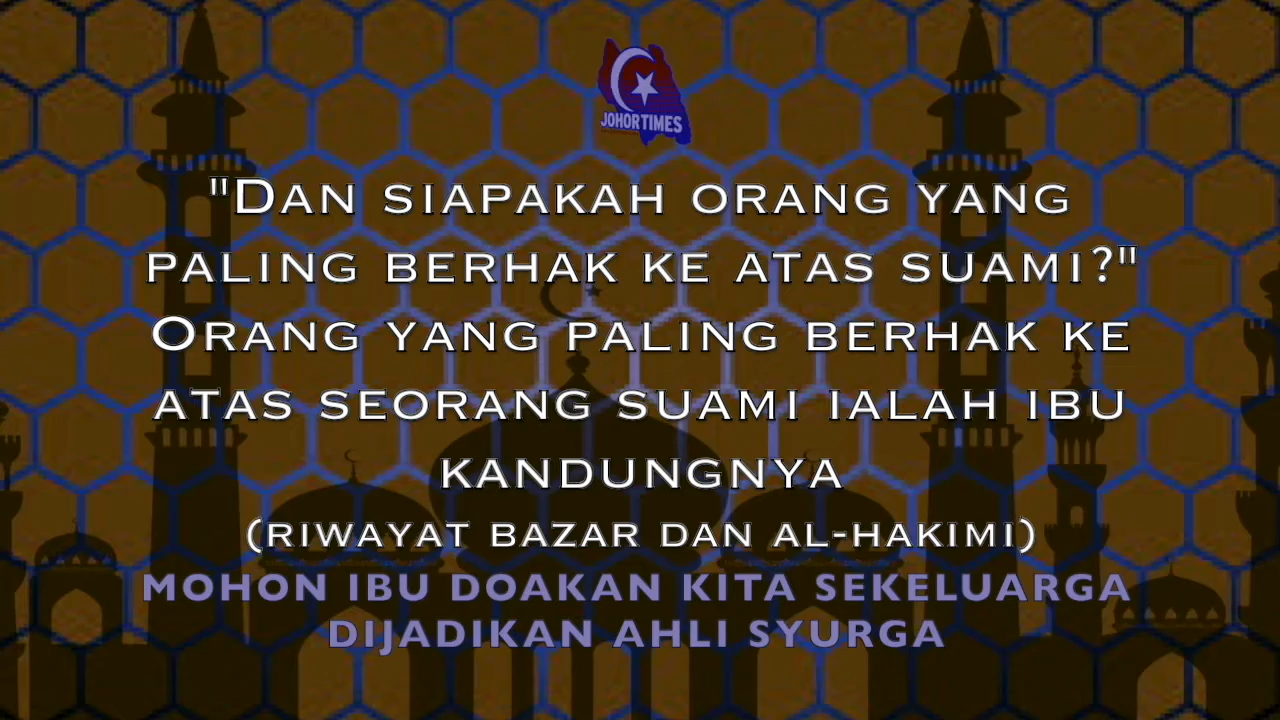 JOHORTIMES
"DAN SIAPAKAH ORANG YANG
PALING BERHAK KE ATAS SUAMI?"
ORANG YANG PALING BERHAK KE
ATAS SEORANG SUAMI IALAH IBU
KANDUNGNYA
(RIWAYAT BAZAR DAN AL-HAKIMI)
MOHON IBU DOAKAN KITA SEKELUARGA
DIJADIKAN AHLI SYURGA